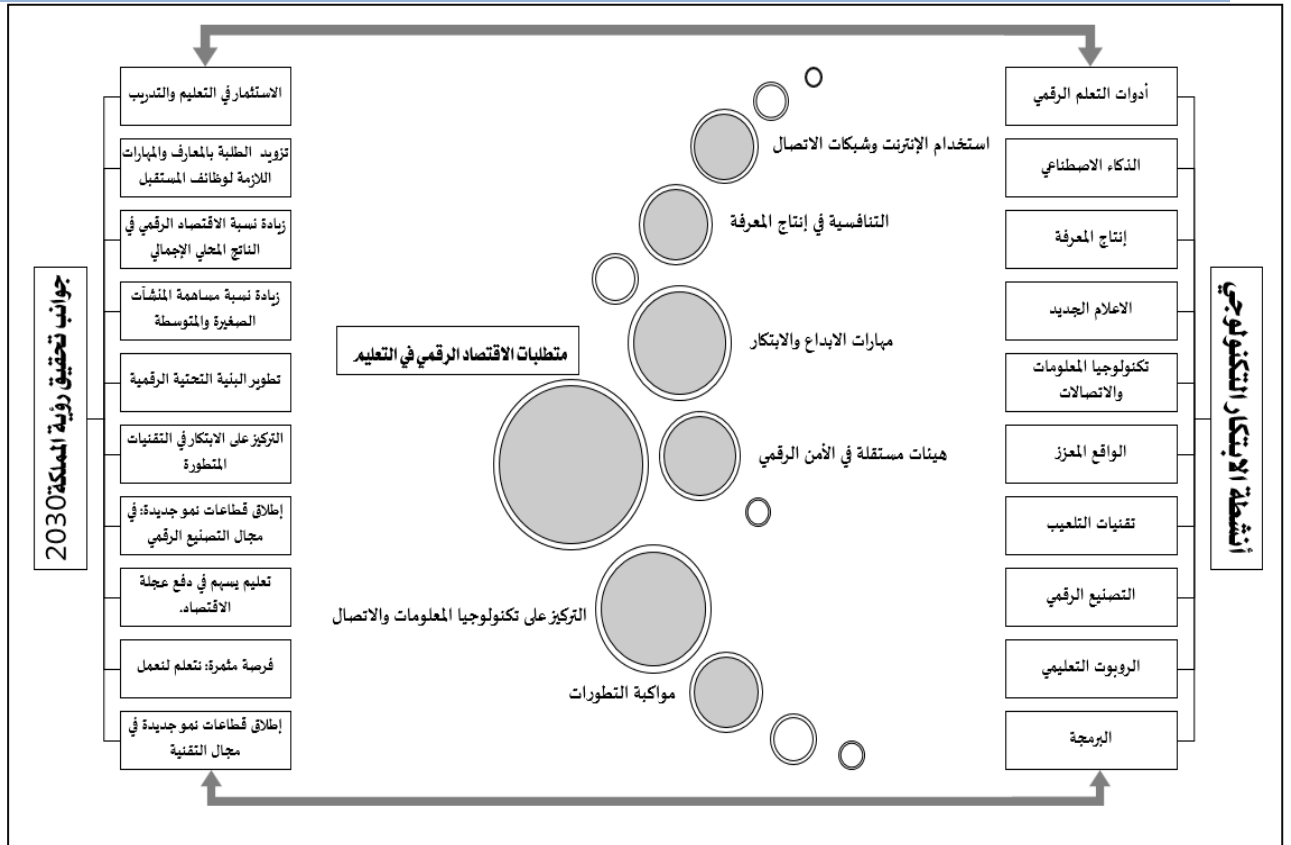 أنشطة الابتكار التكنولوجي
أدوات التعلم الرقمي
الذكاء الاصطناعي
إنتاج المعرفة
الاعلام الجديد
تكنولوجيا المعلومات
والاتصالات
الواقع المعزز
تقنيات التلعيب
التصنيع الرقمي
الروبوت التعليمي
البرمجة
استخدام الإنترنت وشبكات الاتصال
التنافسية في إنتاج المعرفة
مهارات الابداع والابتكار
متطلبات الاقتصاد الرقمي في التعليم
هيئات مستقلة في الأمن الرقمي
التركيز على تكنولوجيا المعلومات والاتصال
مواكبة التطورات
الاستثمار في التعليم والتدريب
تزويد الطلبة بالمعارف والمهارات
اللازمة لوظائف المستقبل
زيادة نسبة الاقتصاد الرقمي في
الناتج المحلي الإجمالي
زيادة نسبة مساهمة المنشآت
الصغيرة والمتوسطة
تطوير البنية التحتية الرقمية
التركيز على الابتكار في التقنيات
المتطورة
إطلاق قطاعات نمو جديدة: في
مجال التصنيع الرقمي
تعليم يسهم في دفع عجلة
الاقتصاد.
فرصة مثمرة: نتعلم لنعمل
إطلاق قطاعات نمو جديدة في
مجال التقنية
جوانب تحقيق رؤية المملكة2030